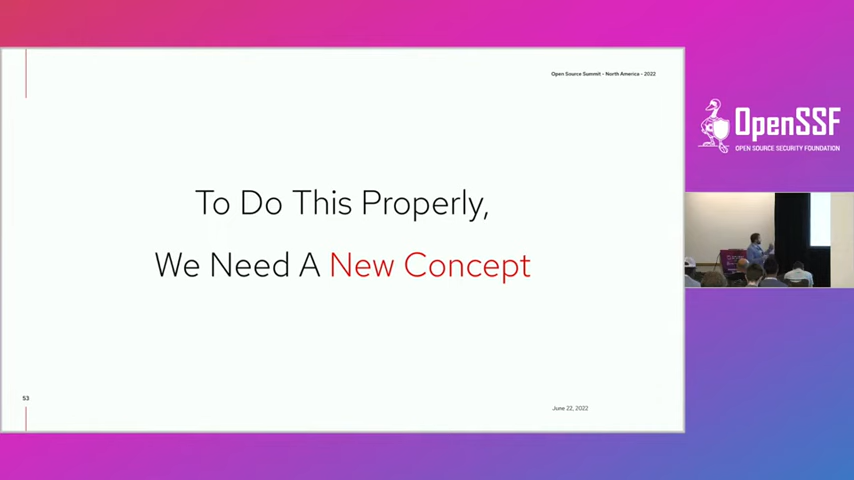 Open Source Summit - North America - 2022
OpenSSF
OPEN SOURCE SECURITY FOUNDATION
To Do This Properly,
We Need A New Concept
53
June 22, 2022